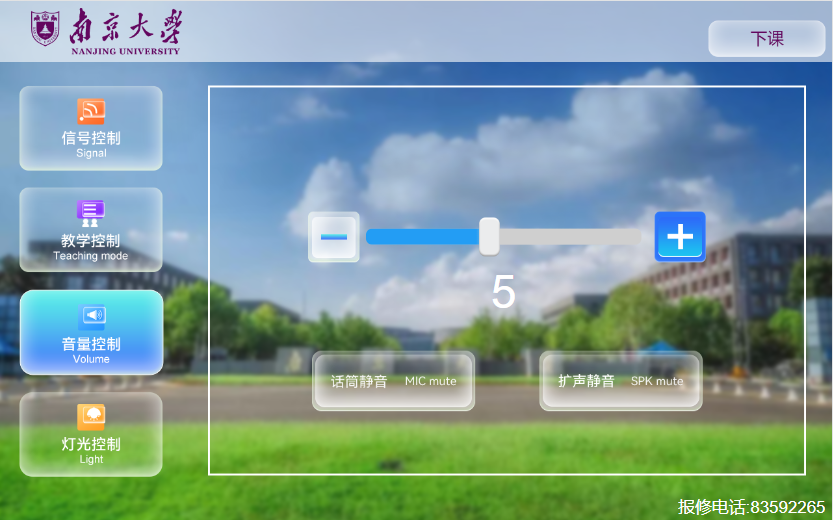 南京大學
NANJING UNIVERSITY
下课
信号控制
Signal
教学控制
Teaching mode
音量控制
Volume
灯光控制
Light
5
话筒静音 MIC mute
扩声静音 SPK mute
报修电话:83592265